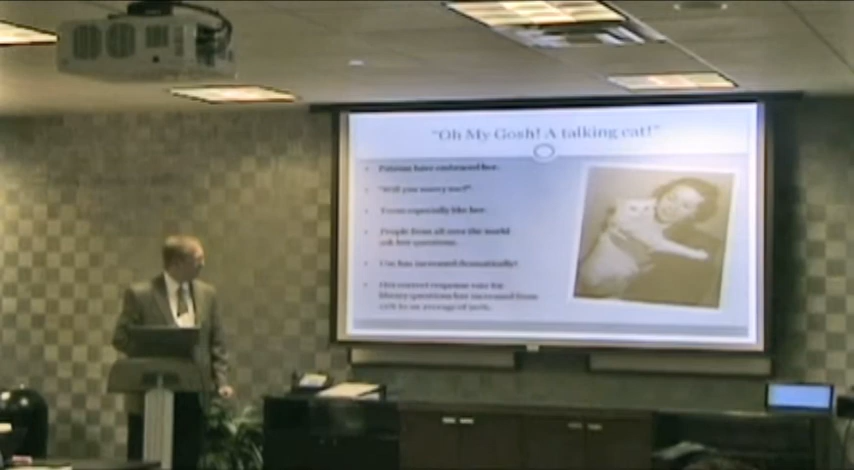 "Oh My Gosh! A talking cat!"
Patrons have embraced her.
"Will you marry me?"
Teens especially like her.
People from all over the world
ask her questions.
Use has increased dramatically!
correct response rate for
library questions has increased from
to an average of